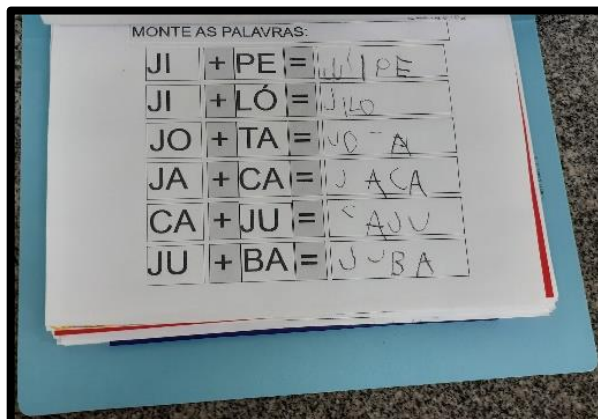 MONTE AS PALAVRAS:
JI + PE = JIPE
JI + LÓ = JILO
JO + TA = JOTA
JA + CA = JACA
CA + JU = CAJU
JU + BA = JUBA